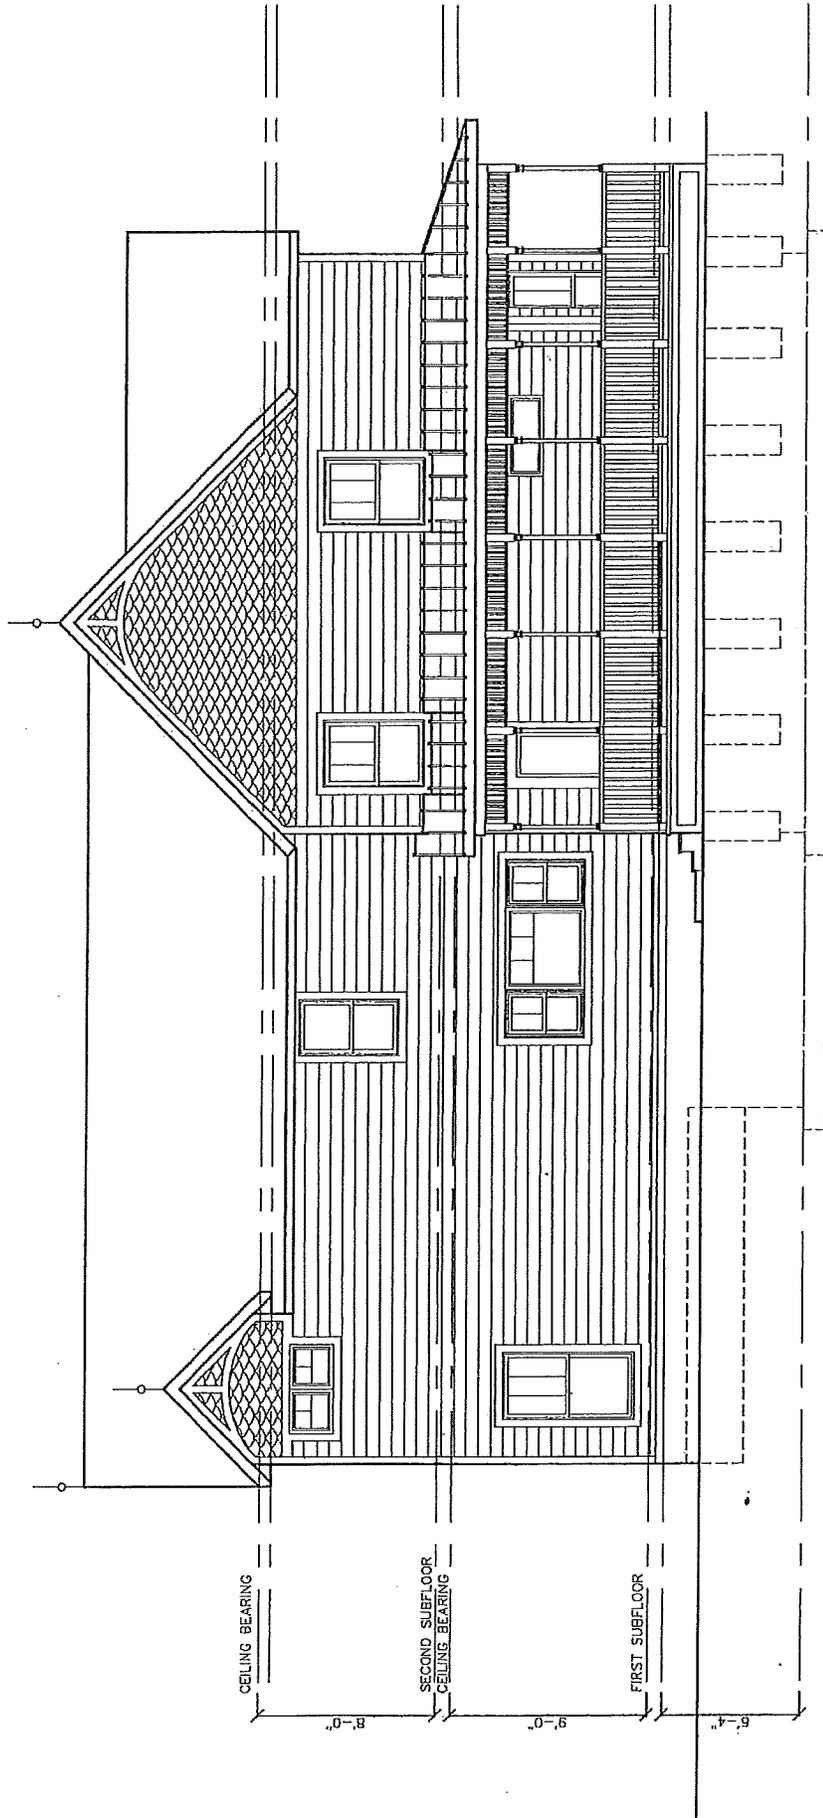 CEILING BEARING
8'-0"
SECOND SUBFLOOR
CEILING BEARING
9'-0"
FIRST SUBFLOOR
6'-4"